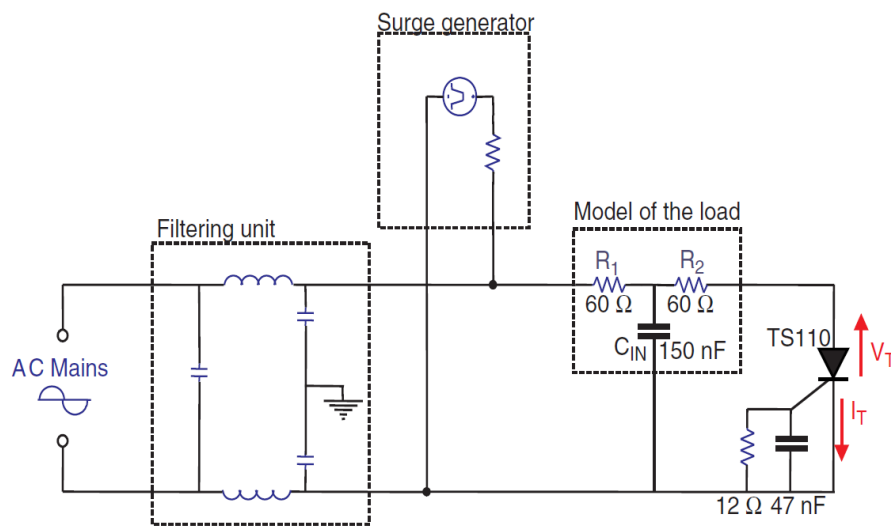 Surge generator
Filtering unit
Model of the load
R1
R2
60 Ω
60 Ω
CIN
150 nF
TS110
VT
IT
AC Mains
12 Ω
47 nF